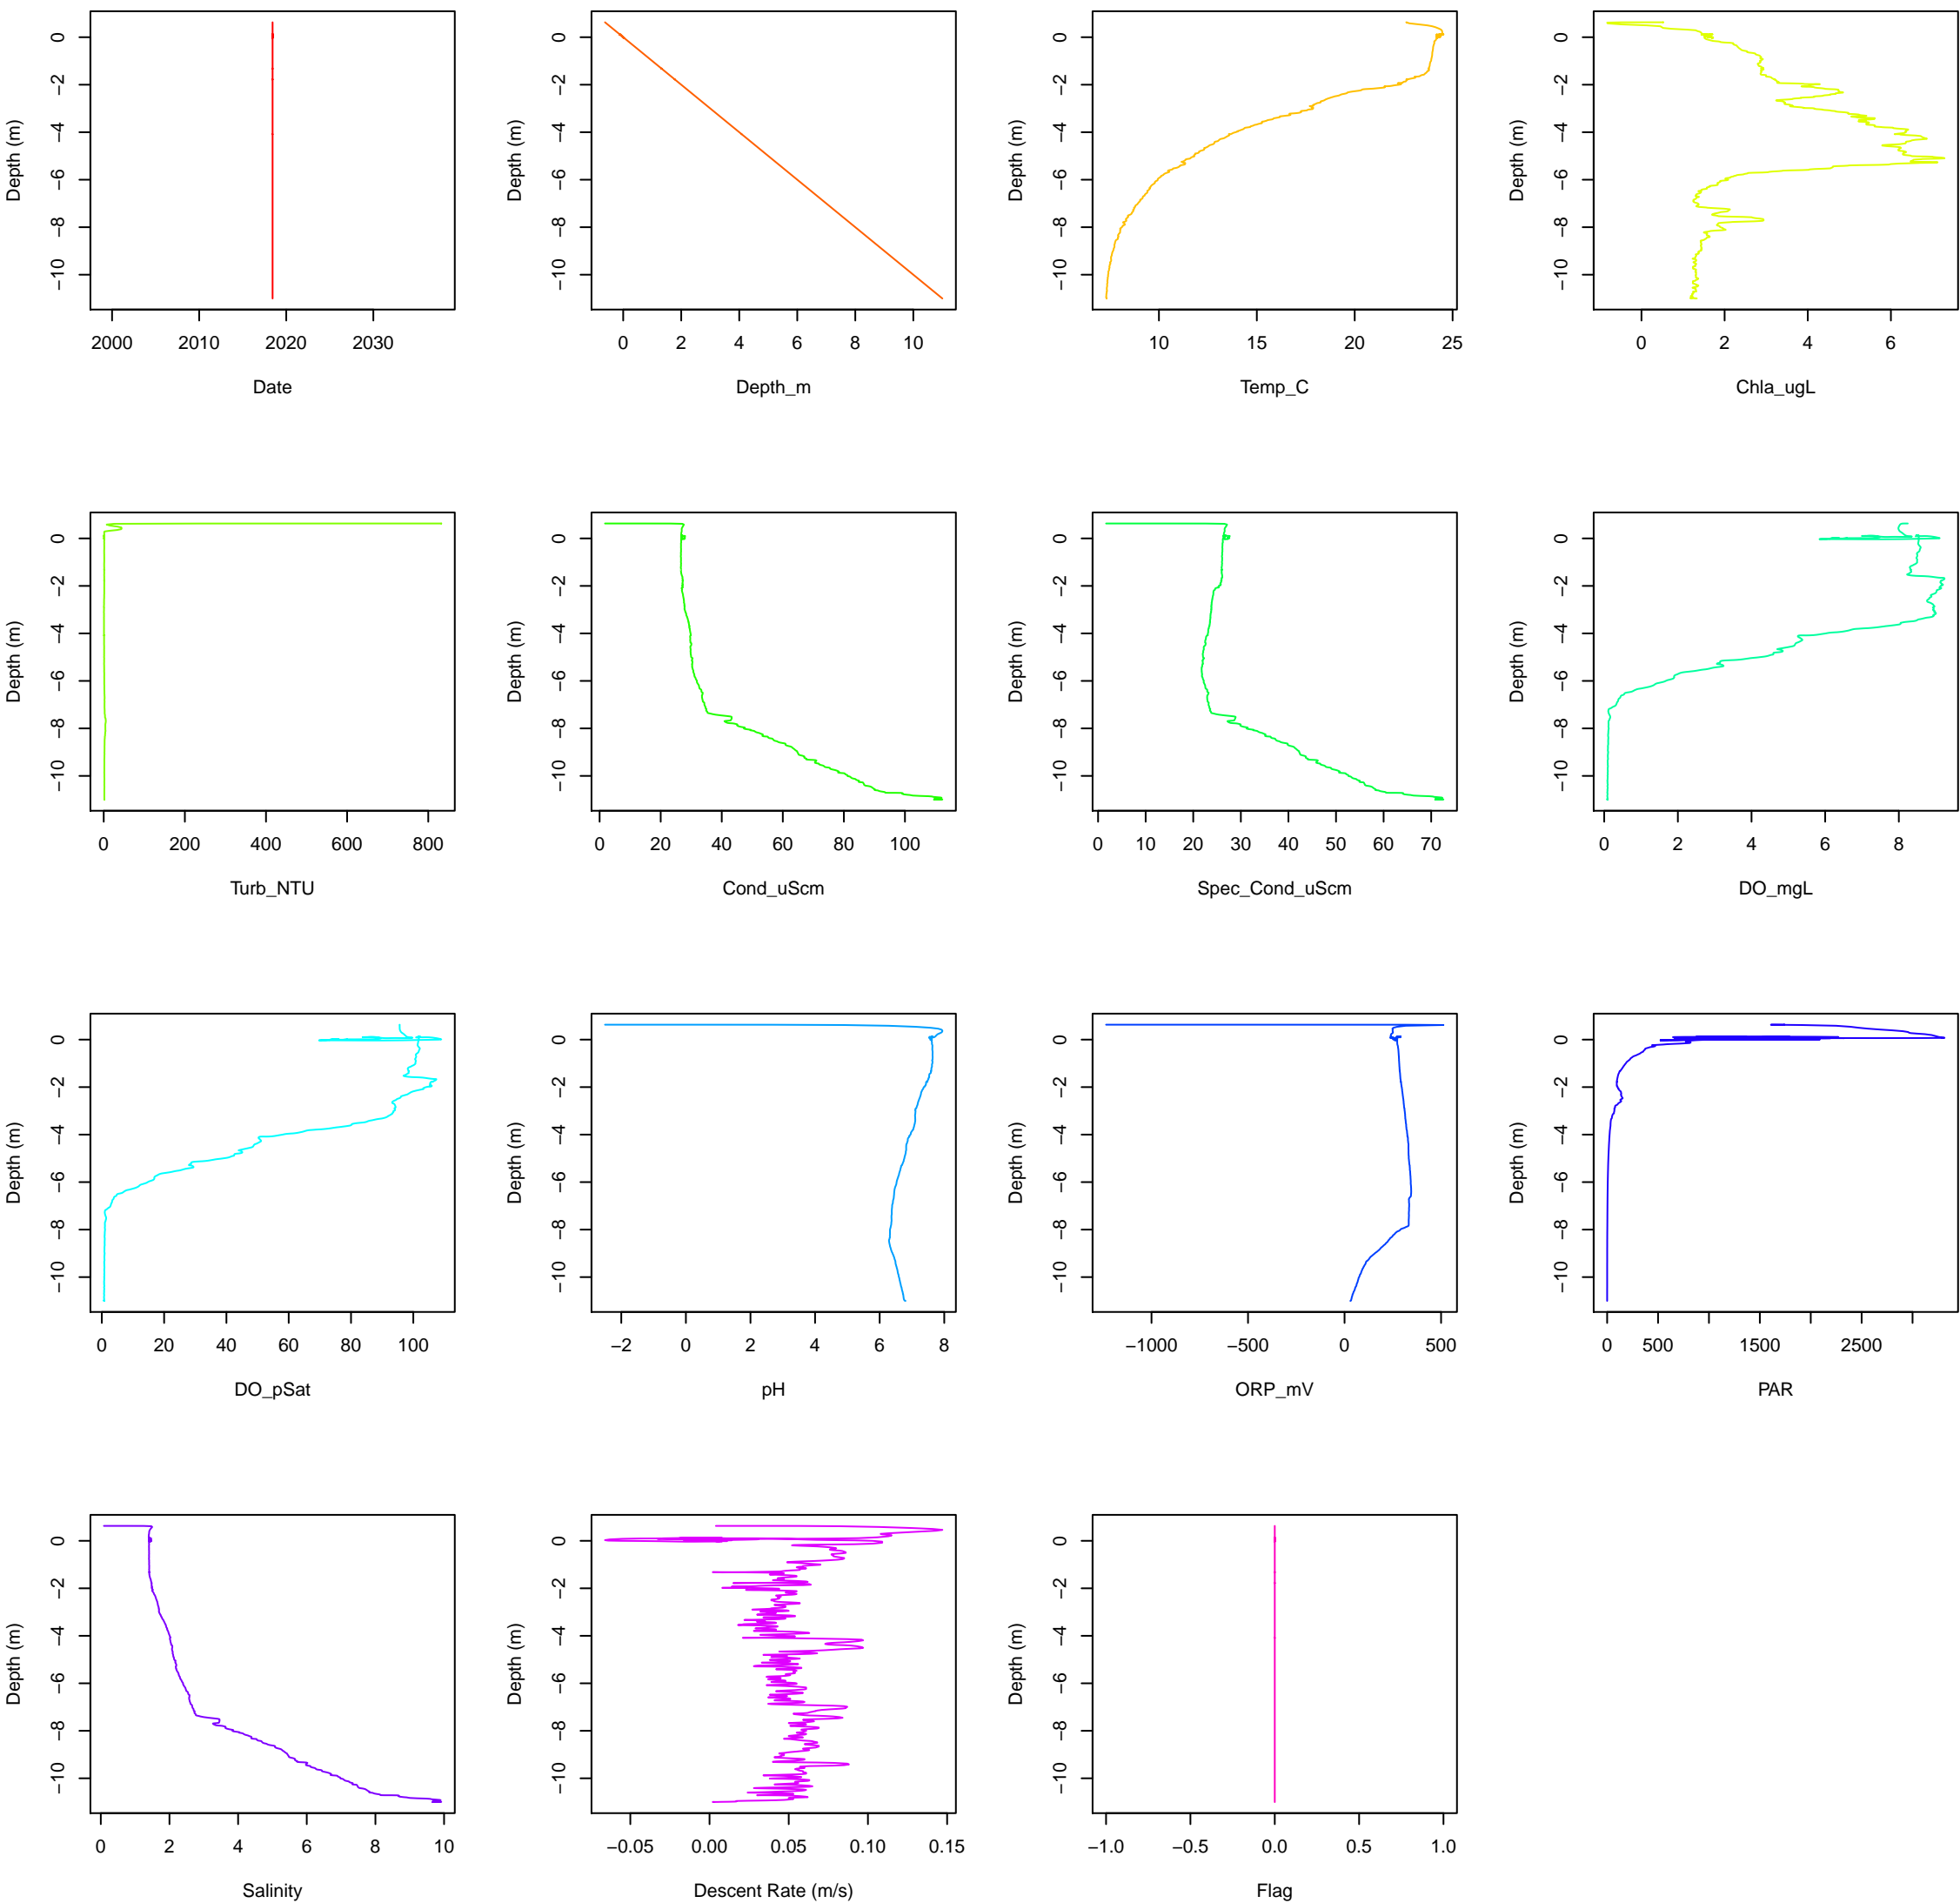 0 −2 −4 −6 −8 −10 Depth (m)
2000 2010 2020 2030
Date
0 −2 −4 −6 −8 −10 Depth (m)
0 2 4 6 8 10
Depth_m
0 −2 −4 −6 −8 −10 Depth (m)
10 15 20 25
Temp_C
0 −2 −4 −6 −8 −10 Depth (m)
0 2 4 6
Chla_ugL
0 −2 −4 −6 −8 −10 Depth (m)
0 200 400 600 800
Turb_NTU
0 −2 −4 −6 −8 −10 Depth (m)
0 20 40 60 80 100
Cond_uScm
0 −2 −4 −6 −8 −10 Depth (m)
0 10 20 30 40 50 60 70
Spec_Cond_uScm
0 −2 −4 −6 −8 −10 Depth (m)
0 2 4 6 8
DO_mgL
0 −2 −4 −6 −8 −10 Depth (m)
0 20 40 60 80 100
DO_pSat
0 −2 −4 −6 −8 −10 Depth (m)
−2 0 2 4 6 8
pH
0 −2 −4 −6 −8 −10 Depth (m)
−1000 −500 0 500
ORP_mV
0 −2 −4 −6 −8 −10 Depth (m)
0 500 1500 2500
PAR
0 −2 −4 −6 −8 −10 Depth (m)
0 2 4 6 8 10
Salinity
0 −2 −4 −6 −8 −10 Depth (m)
−0.05 0.00 0.05 0.10 0.15
Descent Rate (m/s)
0 −2 −4 −6 −8 −10 Depth (m)
−1.0 −0.5 0.0 0.5 1.0
Flag